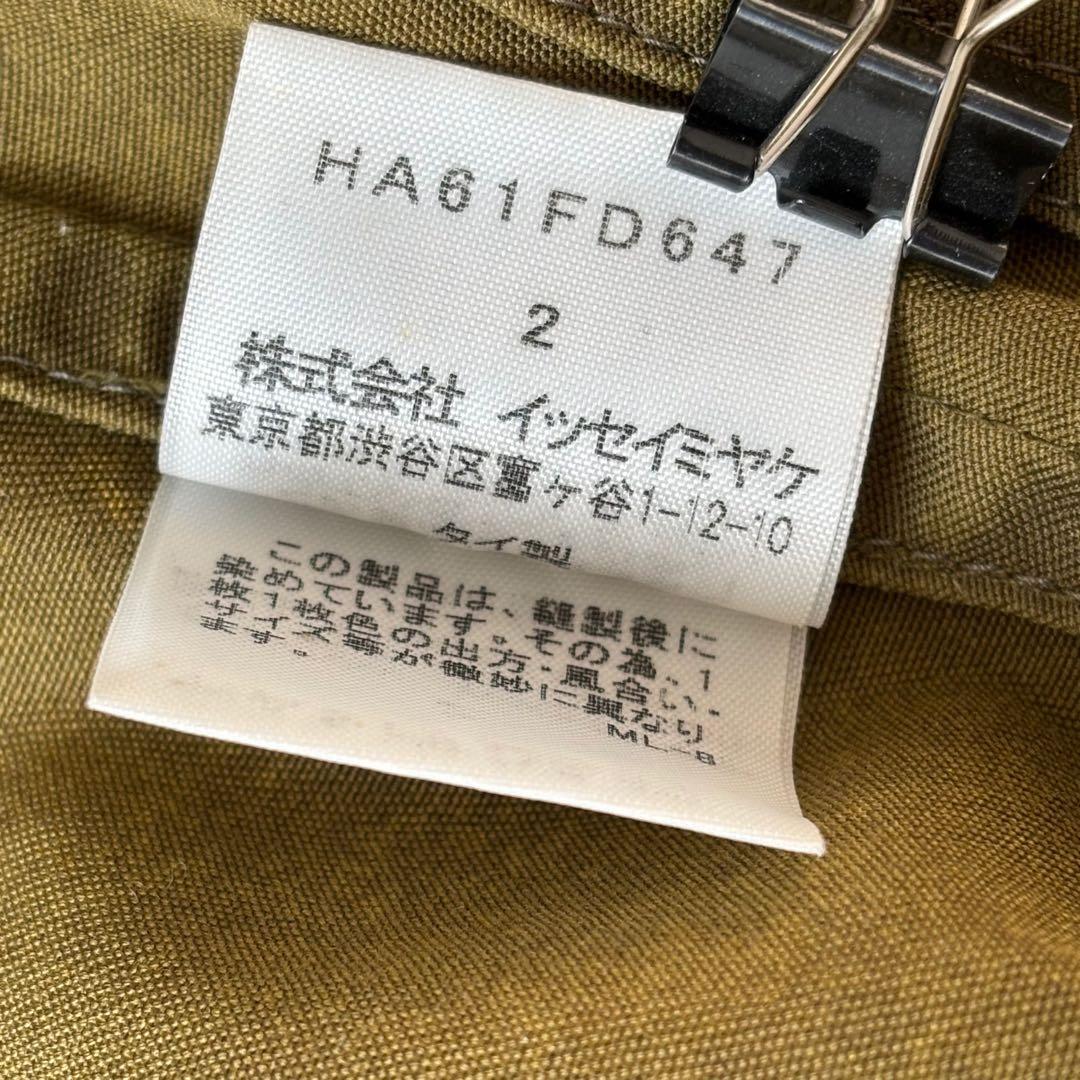 HA61FD647
2
株式会社 イッセイミヤケ
東京都渋谷区富ヶ谷1-12-10
タイ製
この製品は、縫製後に
染めています。その為、1
枚1枚色の出方・風合い・
サイズ等が微妙に異なり
ます。
ML-8